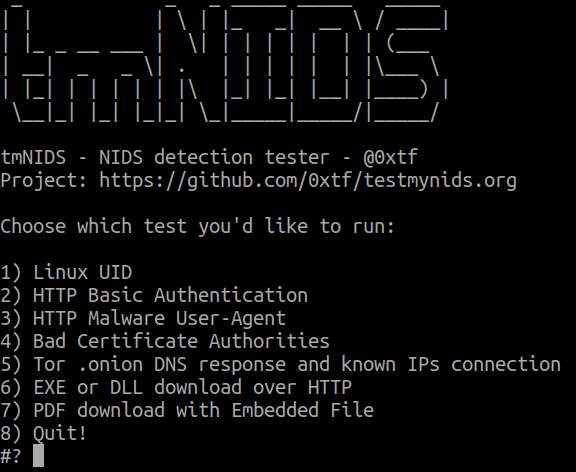 tmNIDS
tmNIDS - NIDS detection tester - @0xtf
Project: https://github.com/0xtf/testmynids.org
Choose which test you'd like to run:
1) Linux UID
2) HTTP Basic Authentication
3) HTTP Malware User-Agent
4) Bad Certificate Authorities
5) Tor .onion DNS response and known IPs connection
6) EXE or DLL download over HTTP
7) PDF download with Embedded File
8) Quit!
#?